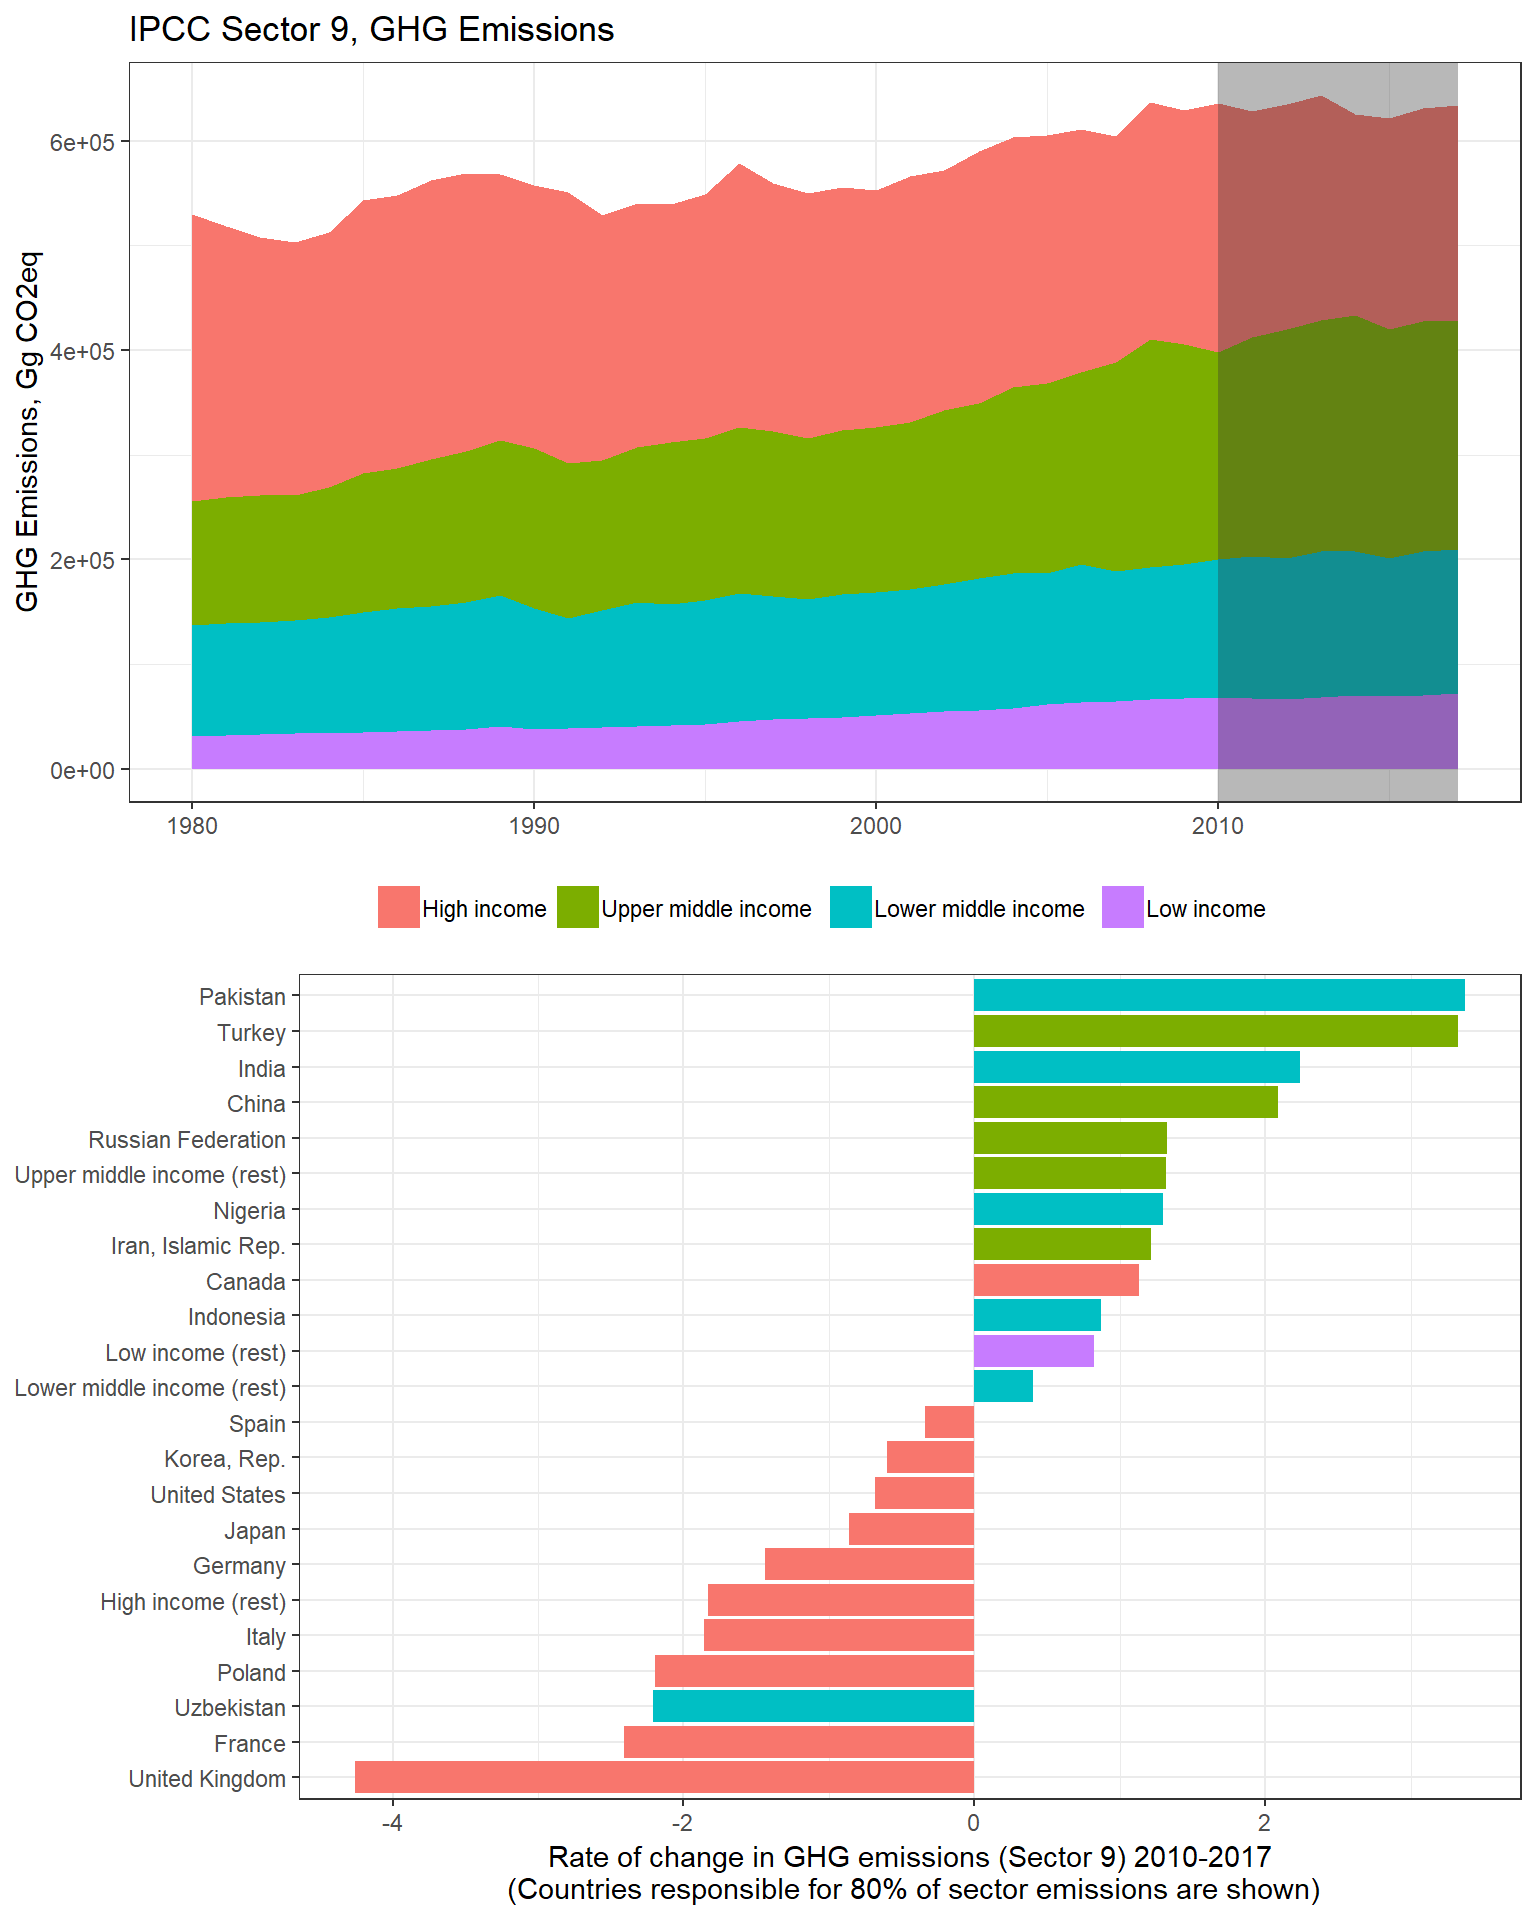 IPCC Sector 9, GHG Emissions
GHG Emissions, Gg CO2eq
6e+05
4e+05
2e+05
0e+00
1980 1990 2000 2010
High income Upper middle income Lower middle income Low income
Pakistan
Turkey
India
China
Russian Federation
Upper middle income (rest)
Nigeria
Iran, Islamic Rep.
Canada
Indonesia
Low income (rest)
Lower middle income (rest)
Spain
Korea, Rep.
United States
Japan
Germany
High income (rest)
Italy
Poland
Uzbekistan
France
United Kingdom
-4 -2 0 2
Rate of change in GHG emissions (Sector 9) 2010-2017
(Countries responsible for 80% of sector emissions are shown)